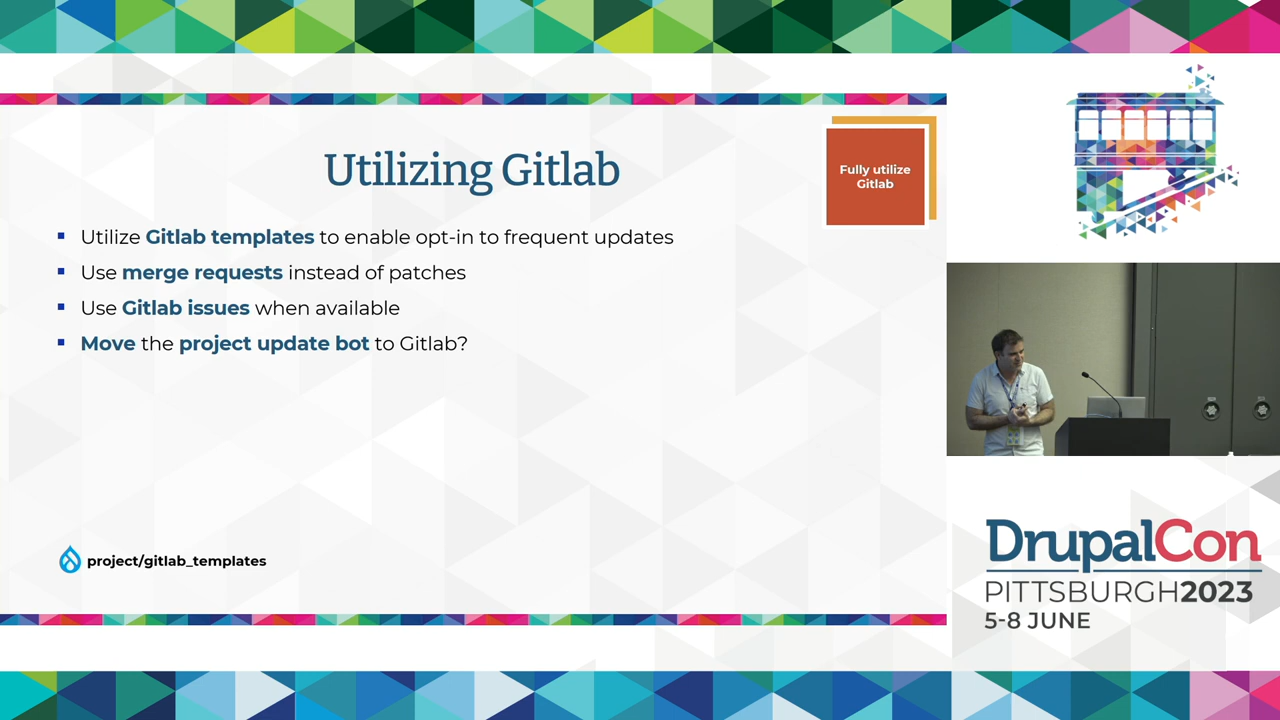 Utilizing Gitlab
Fully utilize
Gitlab
Utilize Gitlab templates to enable opt-in to frequent updates
Use merge requests instead of patches
Use Gitlab issues when available
Move the project update bot to Gitlab?
project/gitlab_templates
DrupalCon
PITTSBURGH2023
5-8 JUNE